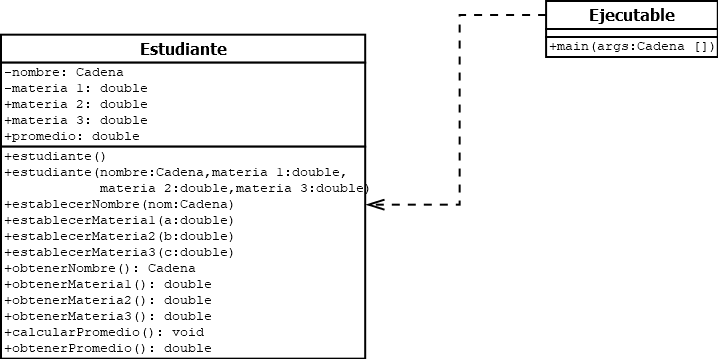 Estudiante
-nombre: Cadena
-materia 1: double
+materia 2: double
+materia 3: double
+promedio: double
+estudiante()
+estudiante(nombre:Cadena,materia 1:double,
materia 2:double,materia 3:double)
+establecerNombre(nom:Cadena)
+establecerMateria1(a:double)
+establecerMateria2(b:double)
+establecerMateria3(c:double)
+obtenerNombre(): Cadena
+obtenerMateria1(): double
+obtenerMateria2(): double
+obtenerMateria3(): double
+calcularPromedio(): void
+obtenerPromedio(): double
Ejecutable
+main(args:Cadena [])